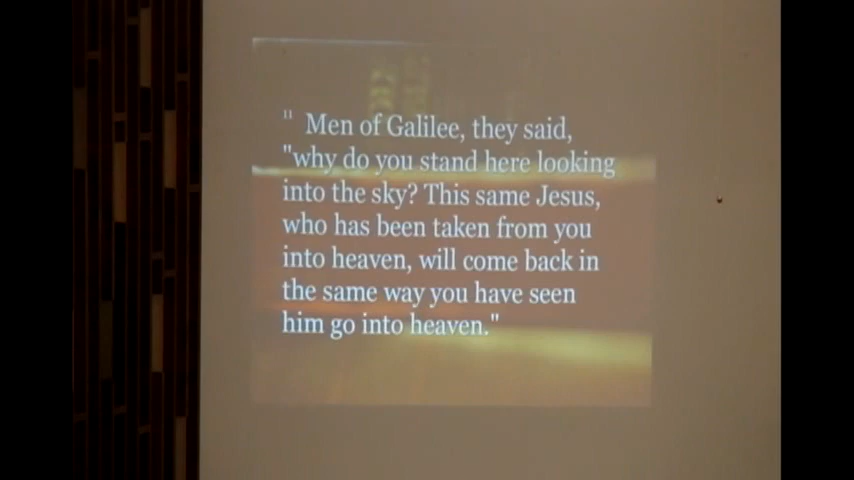 " Men of Galilee, they said,
"why do you stand here looking
into the sky? This same Jesus,
who has been taken from you
into heaven, will come back in
the same way you have seen
him go into heaven."